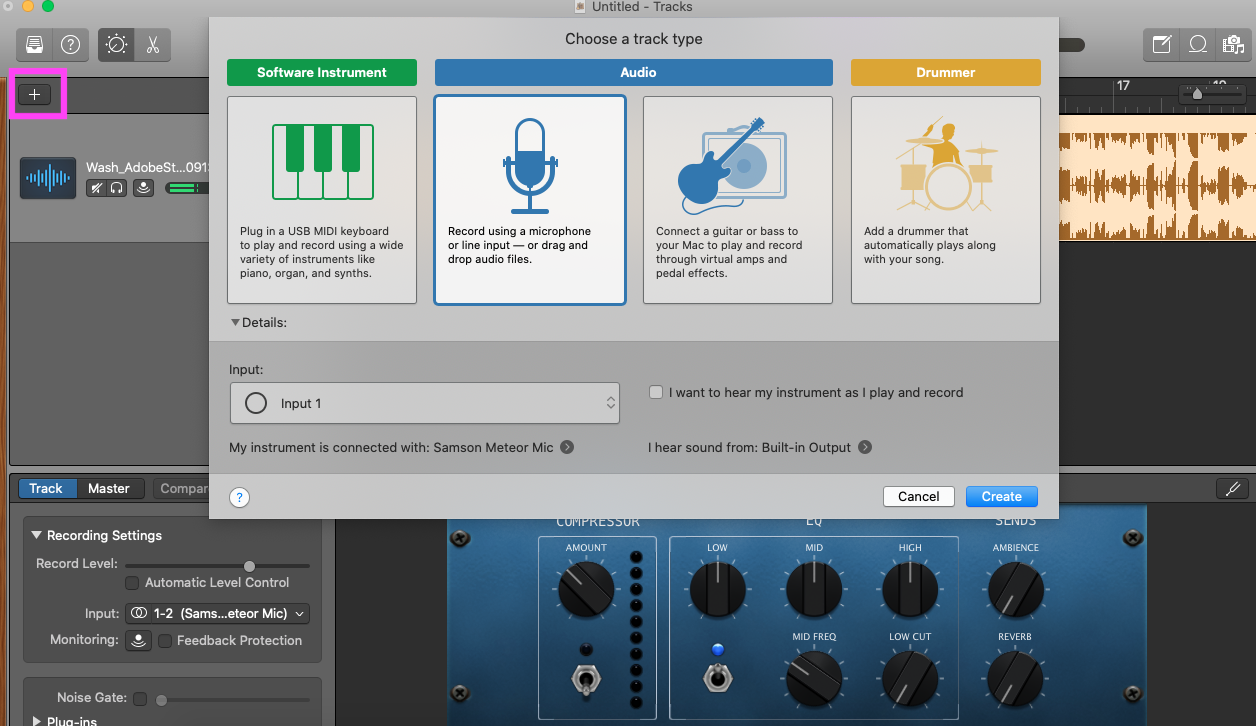 Untitled - Tracks
Choose a track type
Software Instrument
Audio
Drummer
17
Plug in a USB MIDI keyboard
to play and record using a wide
variety of instruments like
piano, organ, and synths.
Record using a microphone
or line input — or drag and
drop audio files.
Connect a guitar or bass to
your Mac to play and record
through virtual amps and
pedal effects.
Add a drummer that
automatically plays along
with your song.
Wash_AdobeSt...091
Details:
Input:
Input 1
I want to hear my instrument as I play and record
My instrument is connected with: Samson Meteor Mic
I hear sound from: Built-in Output
?
Cancel
Create
Track
Master
Compar
COMPRESSOR
EQ
SENDS
Recording Settings
Record Level:
Automatic Level Control
Input:
1-2 (Sams...eteor Mic)
Monitoring:
Feedback Protection
Noise Gate:
Plug-ins
AMOUNT
LOW
MID
HIGH
AMBIENCE
MID FREQ
LOW CUT
REVERB